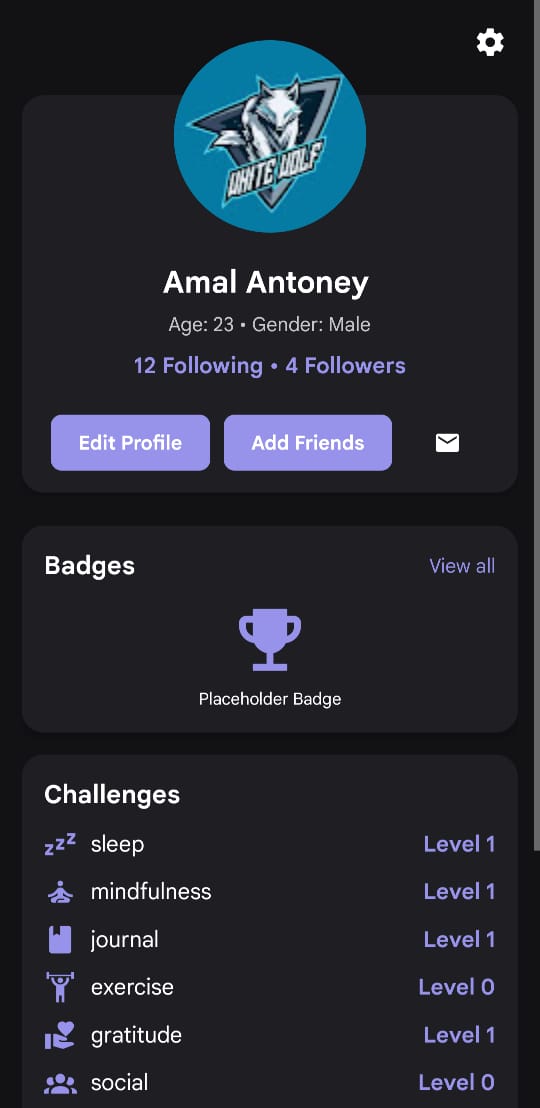 WHITE WOLF
Amal Antoney
Age: 23 • Gender: Male
12 Following • 4 Followers
Edit Profile
Add Friends
Badges
View all
Placeholder Badge
Challenges
zzz
sleep
Level 1
mindfulness
Level 1
journal
Level 1
exercise
Level 0
gratitude
Level 1
social
Level 0